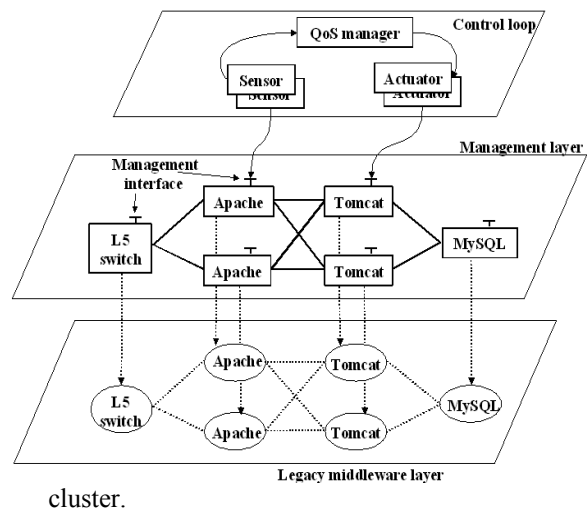 QoS manager
Control loop
Sensor
Sensor
Actuator
Actuator
Management layer
Management
interface
Apache
Tomcat
L5
switch
Apache
Tomcat
MySQL
Apache
Tomcat
L5
switch
MySQL
Apache
Tomcat
Legacy middleware layer
cluster.